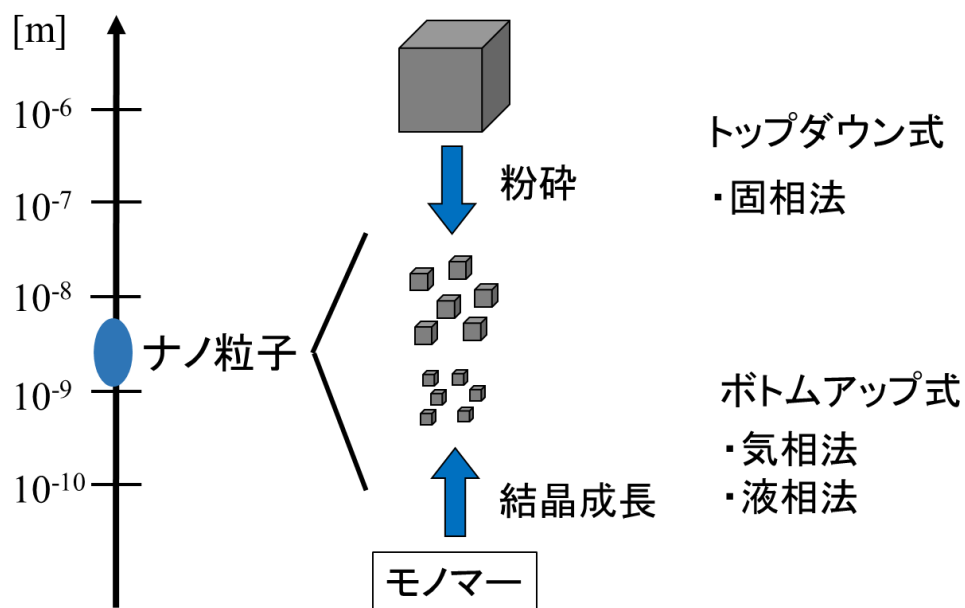 [m]
10⁻⁶
10⁻⁷
10⁻⁸
10⁻⁹
10⁻¹⁰
ナノ粒子
粉砕
結晶成長
モノマー
トップダウン式
・固相法
ボトムアップ式
・気相法
・液相法